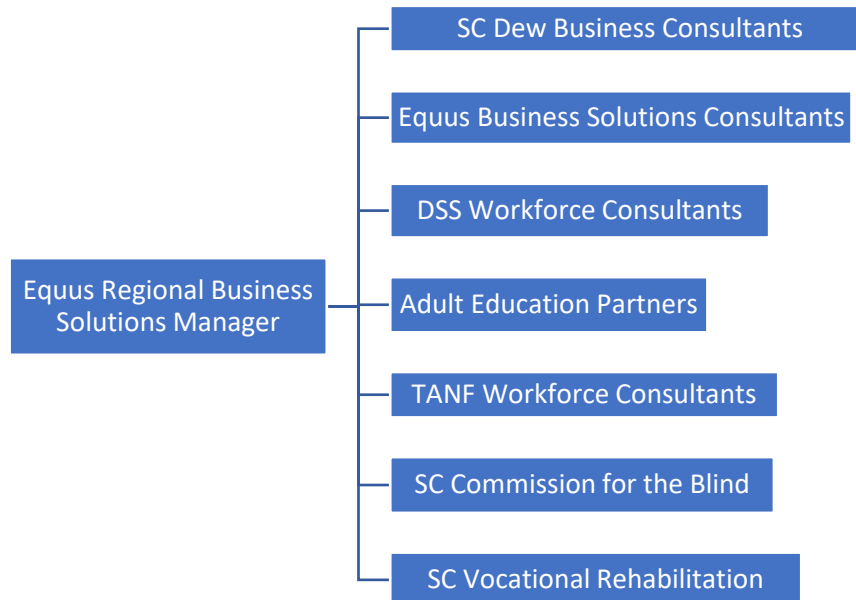 SC Dew Business Consultants
Equus Business Solutions Consultants
DSS Workforce Consultants
Equus Regional Business
Solutions Manager
Adult Education Partners
TANF Workforce Consultants
SC Commission for the Blind
SC Vocational Rehabilitation